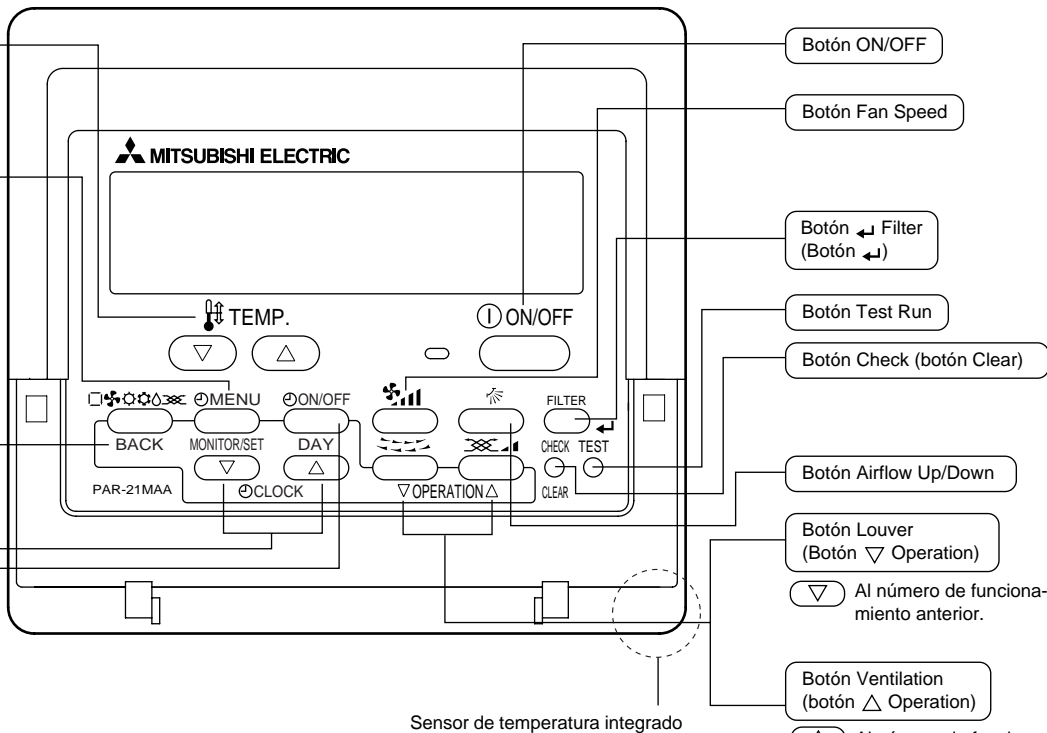 Botón ON/OFF
Botón Fan Speed
MITSUBISHI ELECTRIC
Botón Filter
(Botón )
TEMP.
ON/OFF
Botón Test Run
Botón Check (botón Clear)
MENU
ON/OFF
FILTER
BACK
MONITOR/SET
DAY
CHECK
TEST
PAR-21MAA
CLOCK
OPERATION
CLEAR
Botón Airflow Up/Down
Botón Louver
(Botón ▽ Operation)
Al número de funciona-
miento anterior.
Botón Ventilation
(botón △ Operation)
Sensor de temperatura integrado